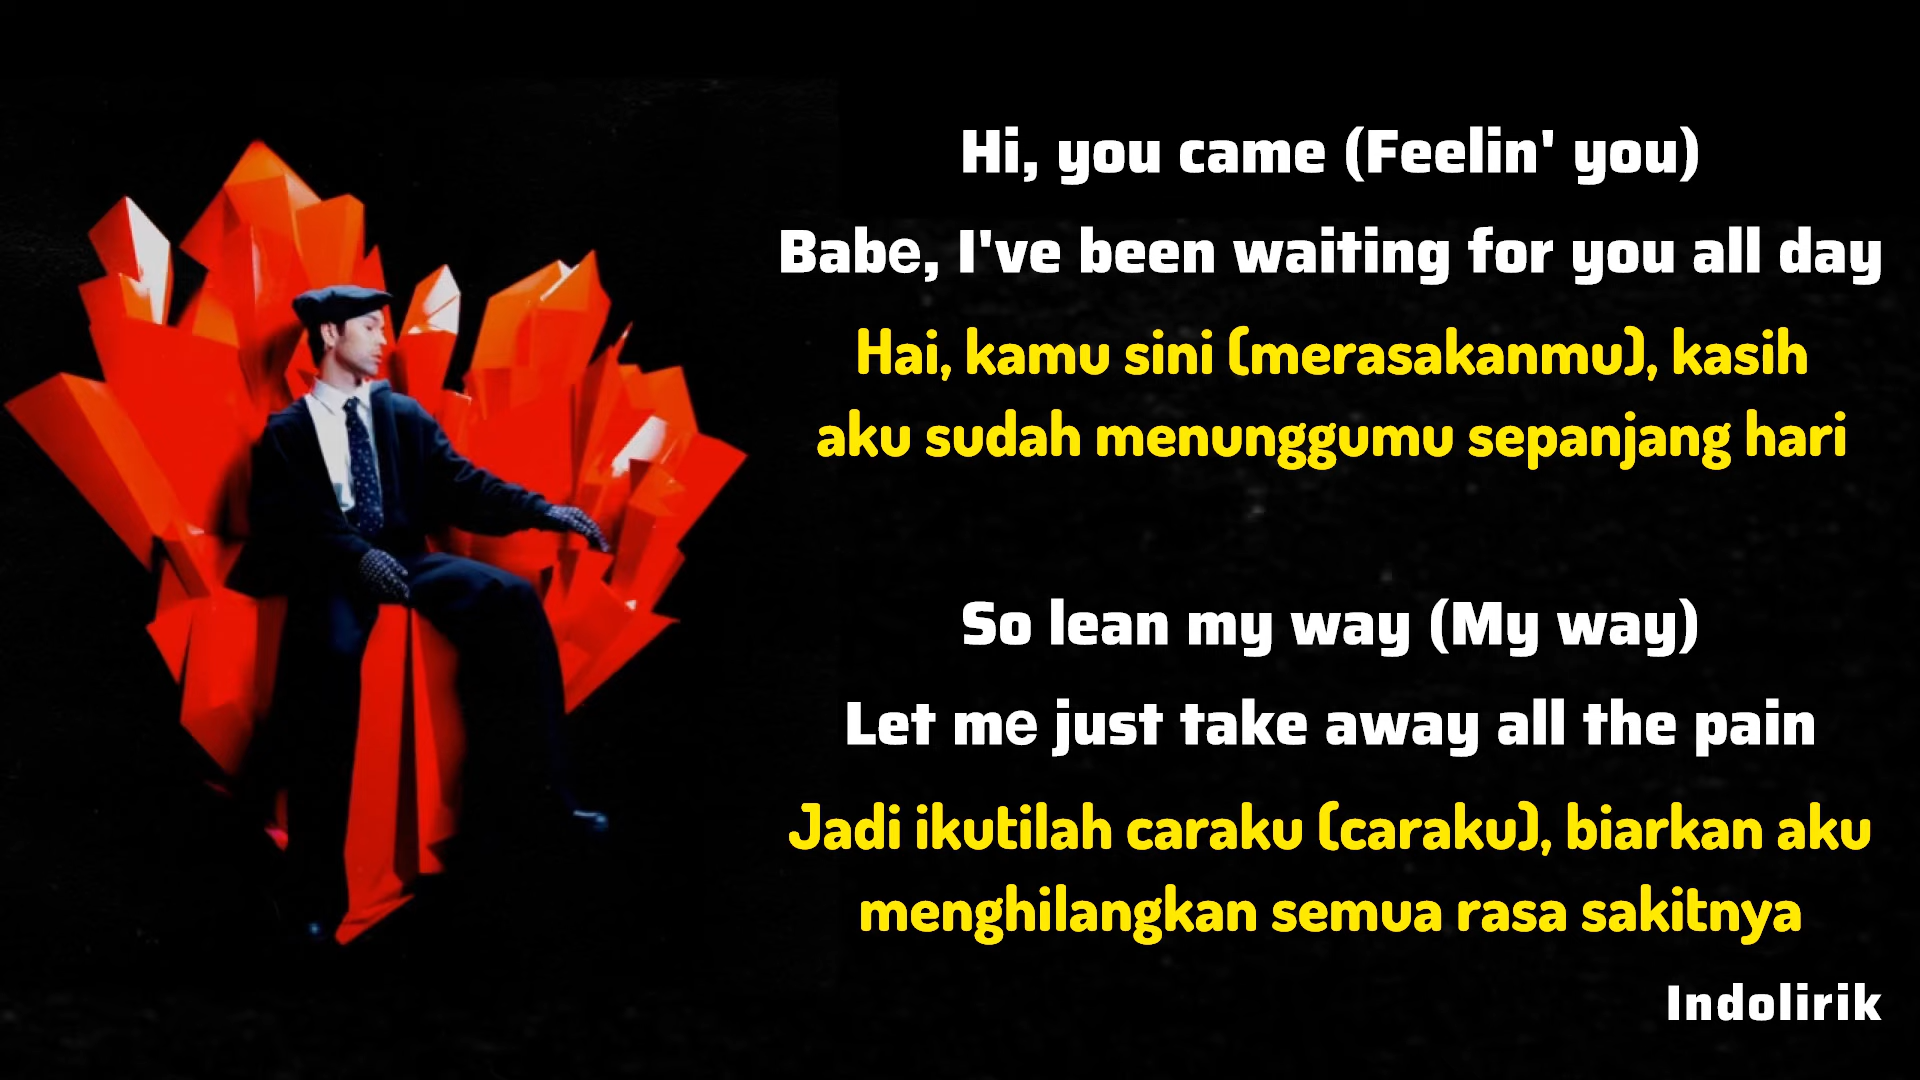 Hi, you came (Feelin' you)
Babe, I've been waiting for you all day
Hai, kamu sini (merasakanmu), kasih
aku sudah menunggumu sepanjang hari
So lean my way (My way)
Let me just take away all the pain
Jadi ikutilah caraku (caraku), biarkan aku
menghilangkan semua rasa sakitnya
Indolirik